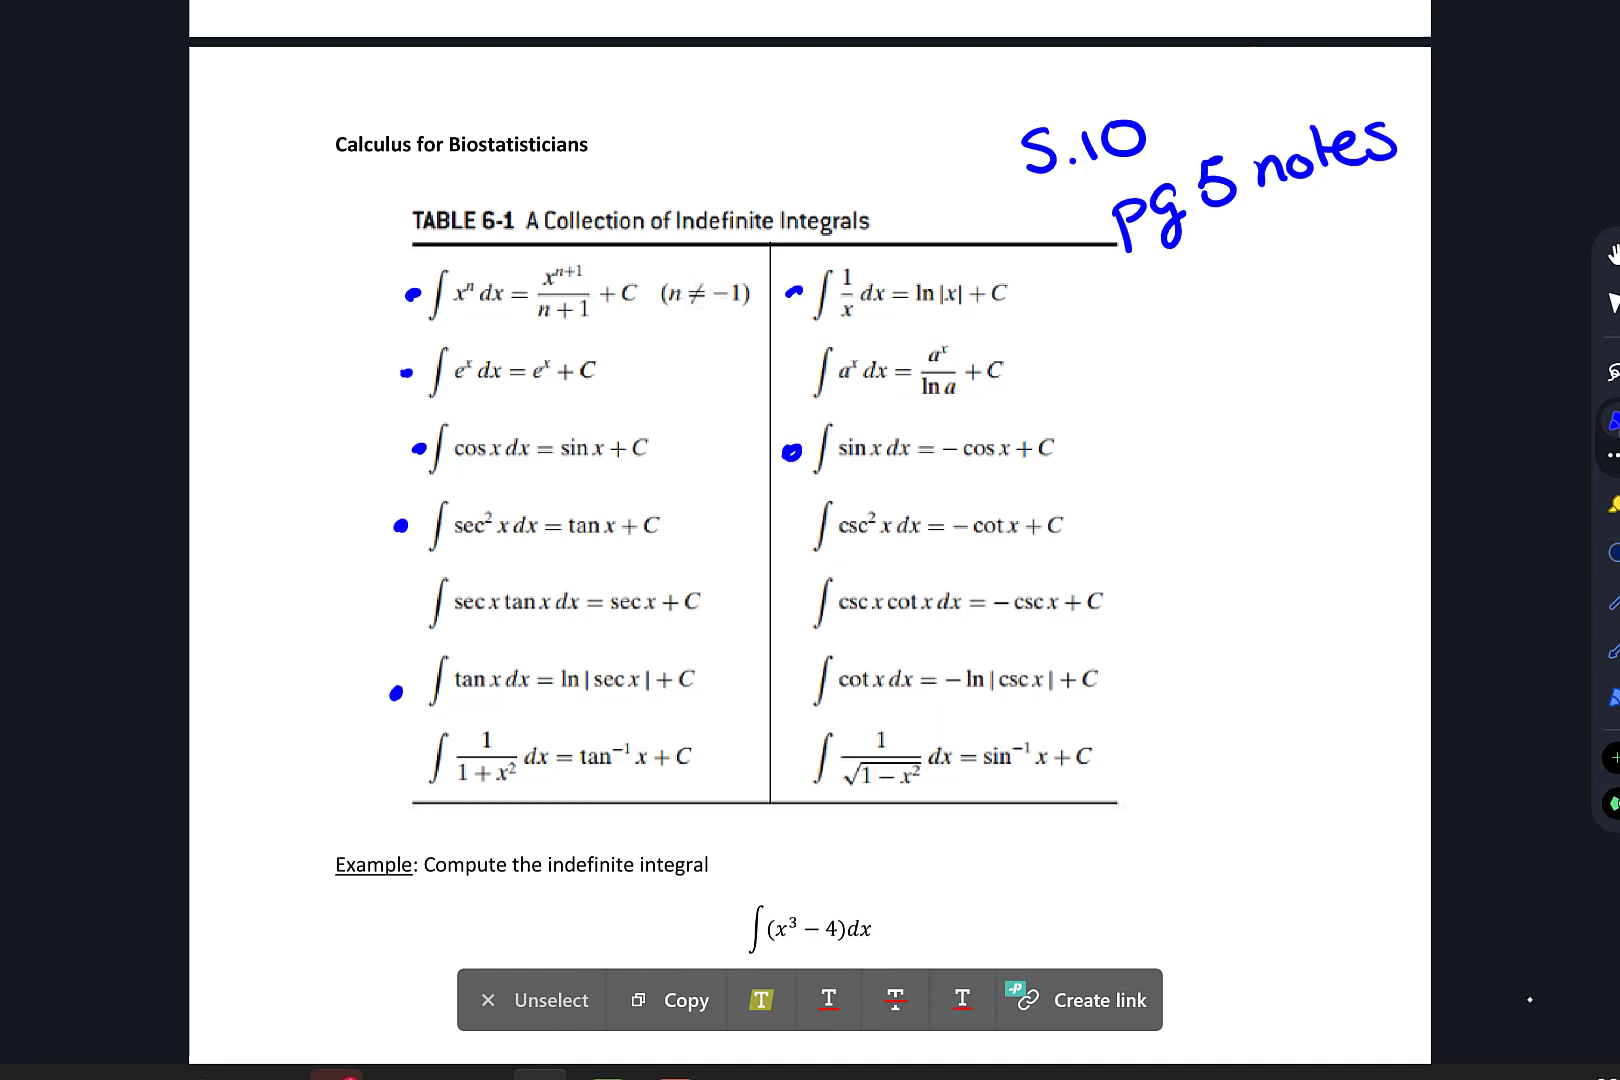 Calculus for Biostatisticians
S.10
pg 5 notes
TABLE 6-1 A Collection of Indefinite Integrals
∫ xⁿ dx = xⁿ⁺¹/(n + 1) + C (n ≠ −1)
∫ 1/x dx = ln |x| + C
∫ eˣ dx = eˣ + C
∫ aˣ dx = aˣ/ln a + C
∫ cos x dx = sin x + C
∫ sin x dx = − cos x + C
∫ sec² x dx = tan x + C
∫ csc² x dx = − cot x + C
∫ sec x tan x dx = sec x + C
∫ csc x cot x dx = − csc x + C
∫ tan x dx = ln | sec x | + C
∫ cot x dx = − ln | csc x | + C
∫ 1/(1 + x²) dx = tan⁻¹ x + C
∫ 1/√(1 − x²) dx = sin⁻¹ x + C
Example: Compute the indefinite integral
∫(x³ − 4)dx
Unselect Copy T T T T Create link